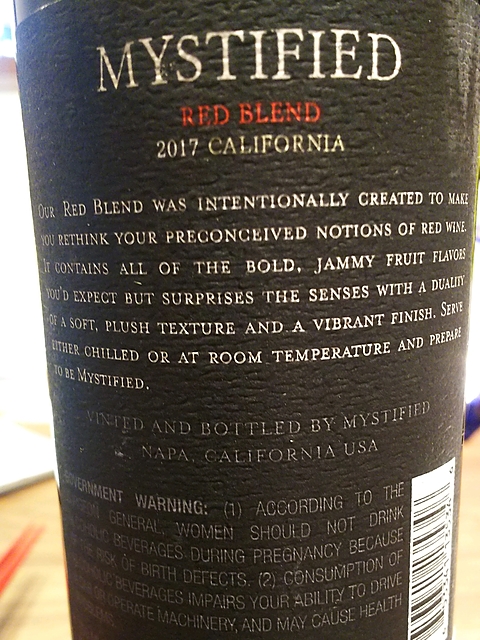 MYSTIFIED
RED BLEND
2017 CALIFORNIA
OUR RED BLEND WAS INTENTIONALLY CREATED TO MAKE
YOU RETHINK YOUR PRECONCEIVED NOTIONS OF RED WINE.
IT CONTAINS ALL OF THE BOLD, JAMMY FRUIT FLAVORS
YOU'D EXPECT BUT SURPRISES THE SENSES WITH A DUALITY
OF A SOFT, PLUSH TEXTURE AND A VIBRANT FINISH. SERVE
EITHER CHILLED OR AT ROOM TEMPERATURE AND PREPARE
TO BE MYSTIFIED.
VINTED AND BOTTLED BY MYSTIFIED
NAPA, CALIFORNIA USA
GOVERNMENT WARNING: (1) ACCORDING TO THE
GENERAL, WOMEN SHOULD NOT DRINK
BEVERAGES DURING PREGNANCY BECAUSE
RISK OF BIRTH DEFECTS. (2) CONSUMPTION OF
BEVERAGES IMPAIRS YOUR ABILITY TO DRIVE
OPERATE MACHINERY, AND MAY CAUSE HEALTH